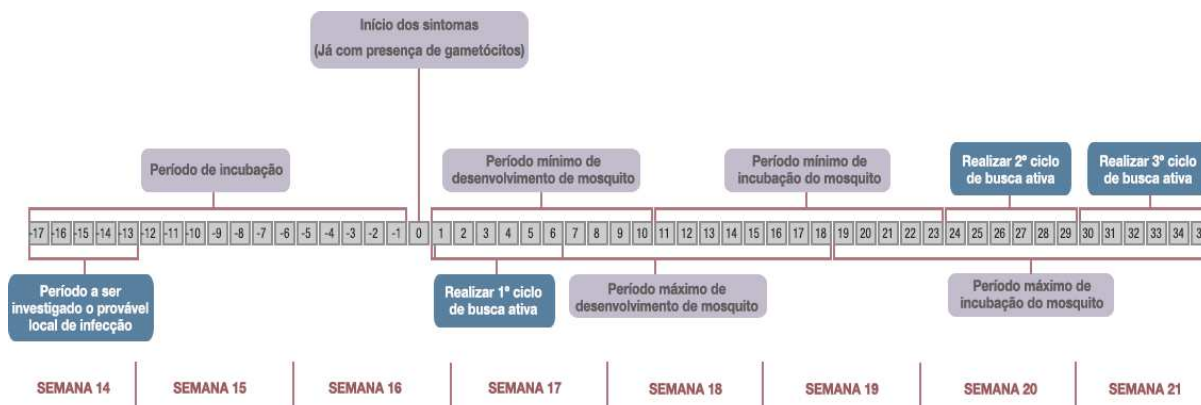 Início dos sintomas
(Já com presença de gametócitos)
Período de incubação
Período mínimo de
desenvolvimento de mosquito
Período mínimo de
incubação do mosquito
Realizar 2º ciclo
de busca ativa
Realizar 3º ciclo
de busca ativa
-17 -16 -15 -14 -13 -12 -11 -10 -9 -8 -7 -6 -5 -4 -3 -2 -1 0 1 2 3 4 5 6 7 8 9 10 11 12 13 14 15 16 17 18 19 20 21 22 23 24 25 26 27 28 29 30 31 32 33 34
Período a ser
investigado o provável
local de infecção
Realizar 1º ciclo
de busca ativa
Período máximo de
desenvolvimento de mosquito
Período máximo de
incubação do mosquito
SEMANA 14 SEMANA 15 SEMANA 16 SEMANA 17 SEMANA 18 SEMANA 19 SEMANA 20 SEMANA 21